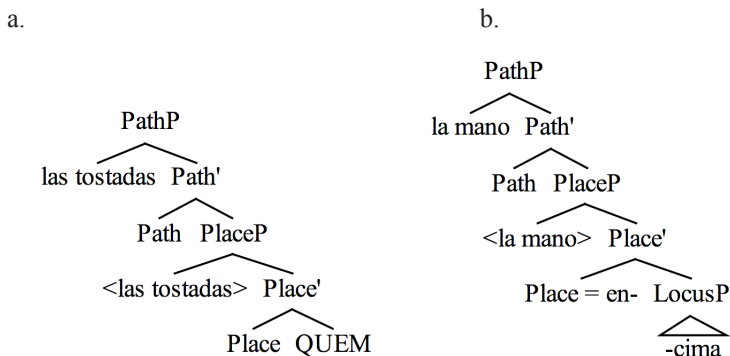 a.
PathP
las tostadas Path'
Path PlaceP
<las tostadas> Place'
Place QUEM
b.
PathP
la mano Path'
Path PlaceP
<la mano> Place'
Place = en- LocusP
-cima